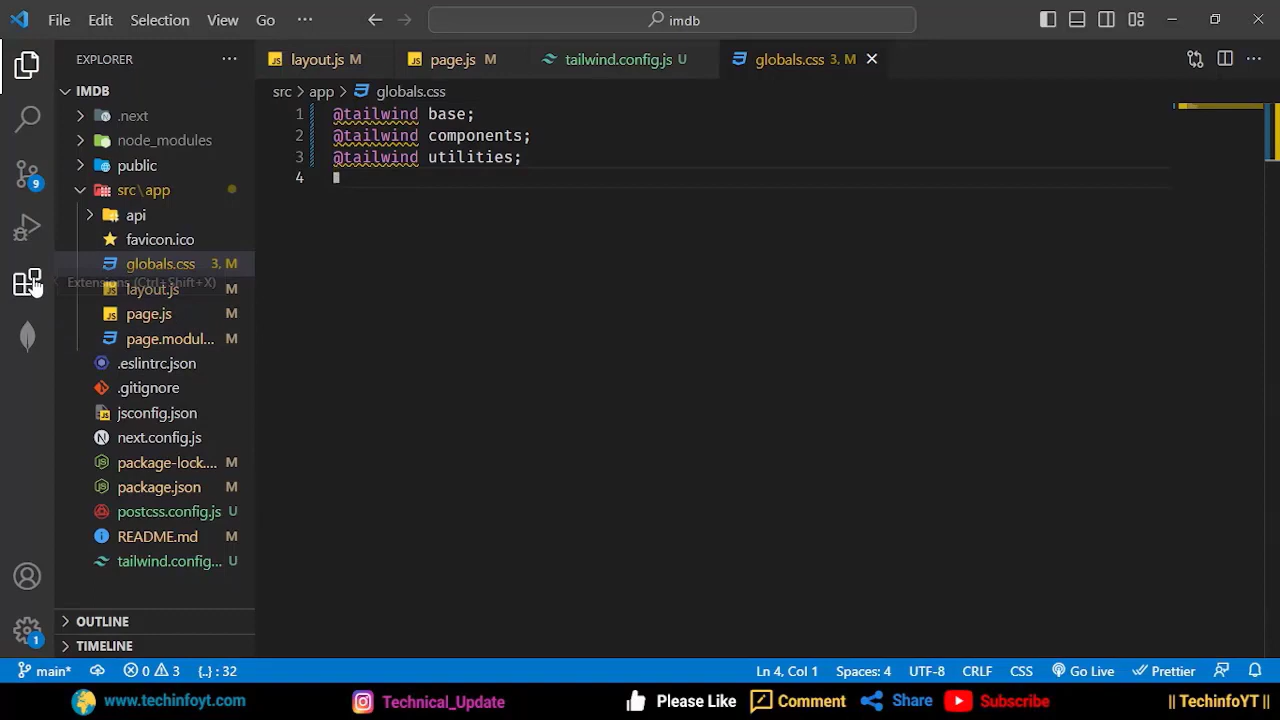 File Edit Selection View Go ··· imdb
EXPLORER ···
layout.js M page.js M tailwind.config.js U globals.css 3, M
IMDB
src > app > globals.css
.next
node_modules
public
src\app
api
favicon.ico
globals.css 3, M
Extensions (Ctrl+Shift+X)
layout.js M
page.js M
page.modul... M
.eslintrc.json
.gitignore
jsconfig.json
next.config.js
package-lock.... M
package.json M
postcss.config.js U
README.md M
tailwind.config... U
OUTLINE
TIMELINE
9
1
1 @tailwind base;
2 @tailwind components;
3 @tailwind utilities;
4
main* 0 3 {..} : 32 Ln 4, Col 1 Spaces: 4 UTF-8 CRLF CSS Go Live Prettier
www.techinfoyt.com Technical_Update Please Like Comment Share Subscribe || TechinfoYT ||